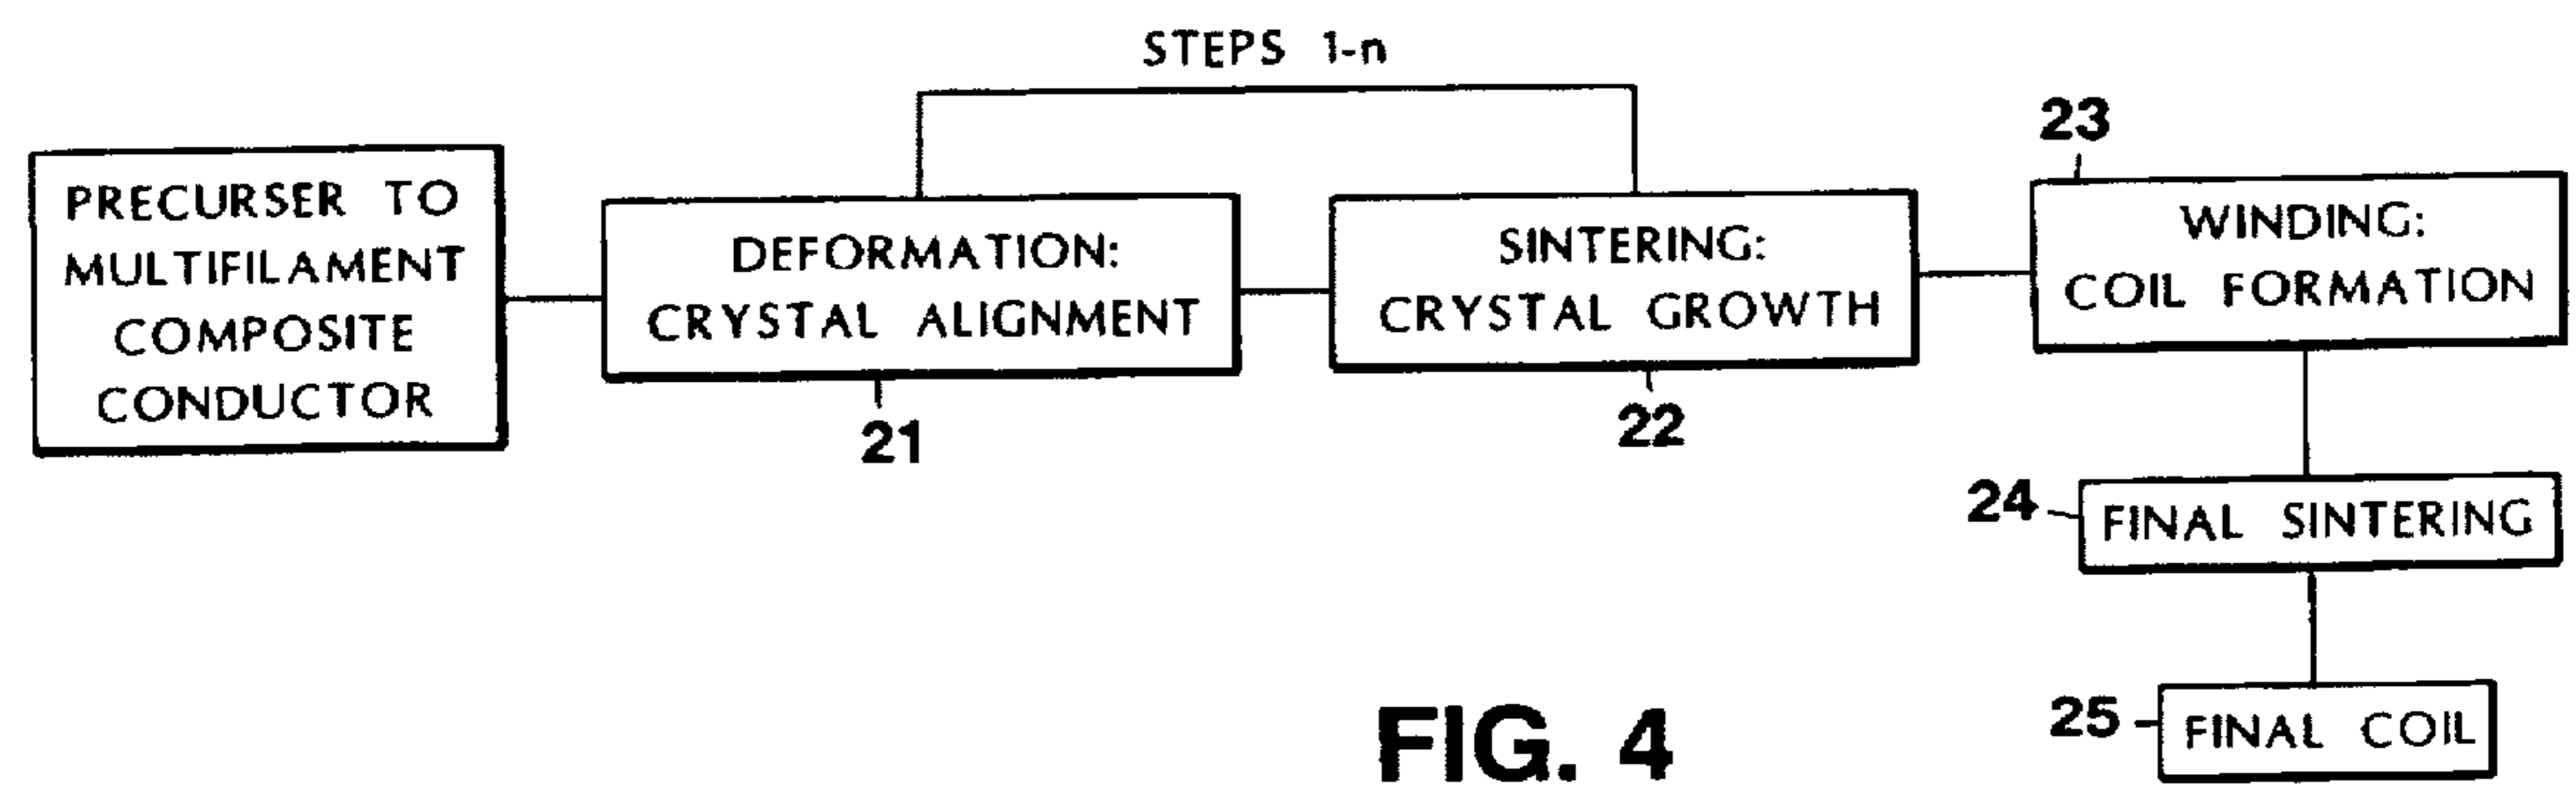 STEPS 1-n
PRECURSER TO
MULTIFILAMENT
COMPOSITE
CONDUCTOR
DEFORMATION:
CRYSTAL ALIGNMENT
21
SINTERING:
CRYSTAL GROWTH
22
23
WINDING:
COIL FORMATION
24
FINAL SINTERING
25
FINAL COIL
FIG. 4